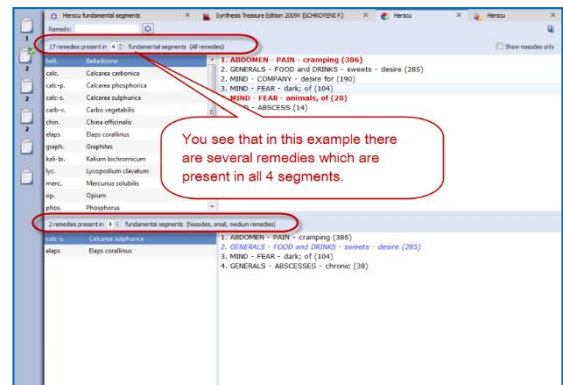 Herscu fundamental segments
Synthesis Treasure Edition 2009V (SCHROYENS F.)
Herscu
Herscu
Remedy:
17 remedies present in 4 fundamental segments (All remedies)
Show nosodes only
1
2
2
bell. Belladonna
calc. Calcarea carbonica
calc-p. Calcarea phosphorica
calc-s. Calcarea sulphurica
carb-v. Carbo vegetabilis
chin. China officinalis
elaps Elaps corallinus
graph. Graphites
kali-bi. Kalium bichromicum
lyc. Lycopodium clavatum
merc. Mercurius solubilis
op. Opium
phos. Phosphorus
1. ABDOMEN - PAIN - cramping (386)
2. GENERALS - FOOD and DRINKS - sweets - desire (285)
2. MIND - COMPANY - desire for (190)
3. MIND - FEAR - dark; of (104)
MIND - FEAR - animals, of (28)
ABSCESS (14)
You see that in this example there
are several remedies which are
present in all 4 segments.
2 remedies present in 4 fundamental segments (Nosodes, small, medium remedies)
calc-s. Calcarea sulphurica
elaps Elaps corallinus
1. ABDOMEN - PAIN - cramping (386)
2. GENERALS - FOOD and DRINKS - sweets - desire (285)
3. MIND - FEAR - dark; of (104)
4. GENERALS - ABSCESSES - chronic (38)